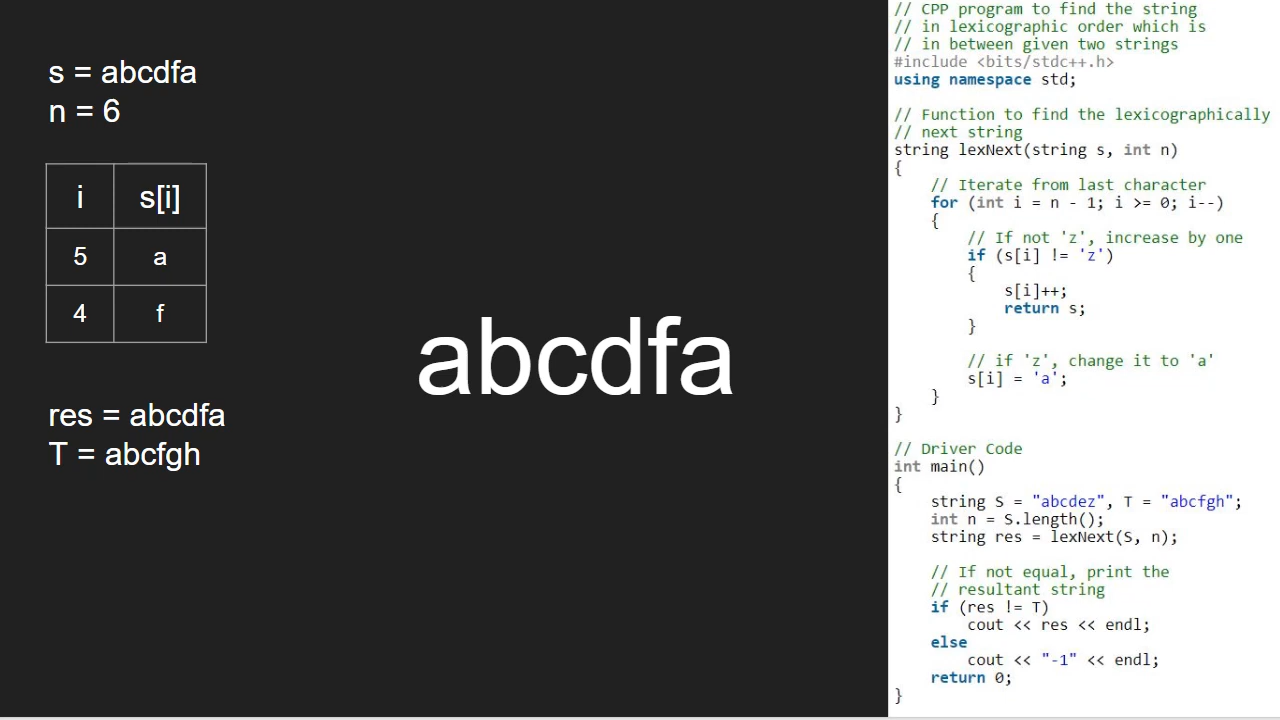 s = abcdfa
n = 6
i s[i]
5 a
4 f
res = abcdfa
T = abcfgh
abcdfa
// CPP program to find the string
// in lexicographic order which is
// in between given two strings
#include <bits/stdc++.h>
using namespace std;
// Function to find the lexicographically
// next string
string lexNext(string s, int n)
{
// Iterate from last character
for (int i = n - 1; i >= 0; i--)
{
// If not 'z', increase by one
if (s[i] != 'z')
{
s[i]++;
return s;
}
// if 'z', change it to 'a'
s[i] = 'a';
}
}
// Driver Code
int main()
{
string S = "abcdez", T = "abcfgh";
int n = S.length();
string res = lexNext(S, n);
// If not equal, print the
// resultant string
if (res != T)
cout << res << endl;
else
cout << "-1" << endl;
return 0;
}